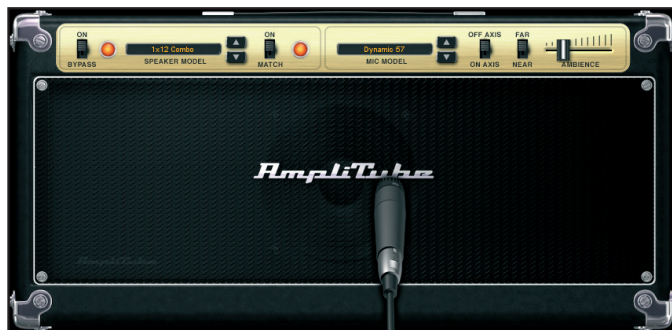 ON
BYPASS
1x12 Combo
SPEAKER MODEL
ON
MATCH
Dynamic 57
MIC MODEL
OFF AXIS
ON AXIS
FAR
NEAR
AMBIENCE
AmpliTube
AmpliTube